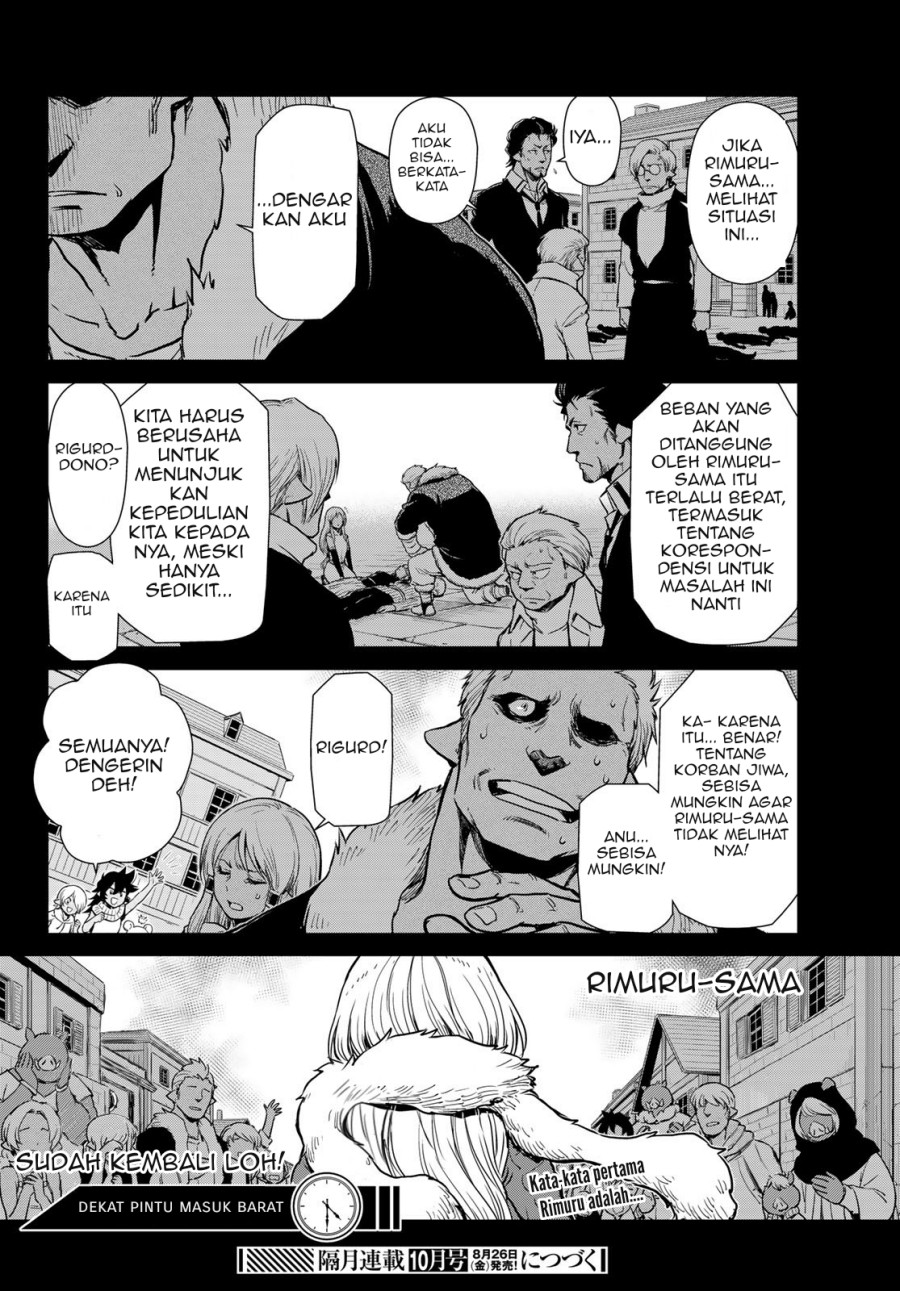 JIKA
RIMURU-
SAMA...
MELIHAT
SITUASI
INI...
IYA...
AKU
TIDAK
BISA...
BERKATA-
KATA
...DENGAR
KAN AKU
BEBAN YANG
AKAN
DITANGGUNG
OLEH RIMURU-
SAMA ITU
TERLALU BERAT,
TERMASUK
TENTANG
KORESPON-
DENSI UNTUK
MASALAH INI
NANTI
KITA HARUS
BERUSAHA
UNTUK
MENUNJUK
KAN
KEPEDULIAN
KITA KEPADA
NYA, MESKI
HANYA
SEDIKIT...
RIGURD-
DONO?
KARENA
ITU
KA- KARENA
ITU... BENAR!
TENTANG
KORBAN JIWA,
SEBISA
MUNGKIN AGAR
RIMURU-SAMA
TIDAK MELIHAT
NYA!
ANU...
SEBISA
MUNGKIN!
RIGURD!
SEMUANYA!
DENGERIN
DEH!
RIMURU-SAMA
SUDAH KEMBALI LOH!
Kata-kata pertama
Rimuru adalah....
DEKAT PINTU MASUK BARAT
隔月連載 10月号 8月26日(金)発売! につづく